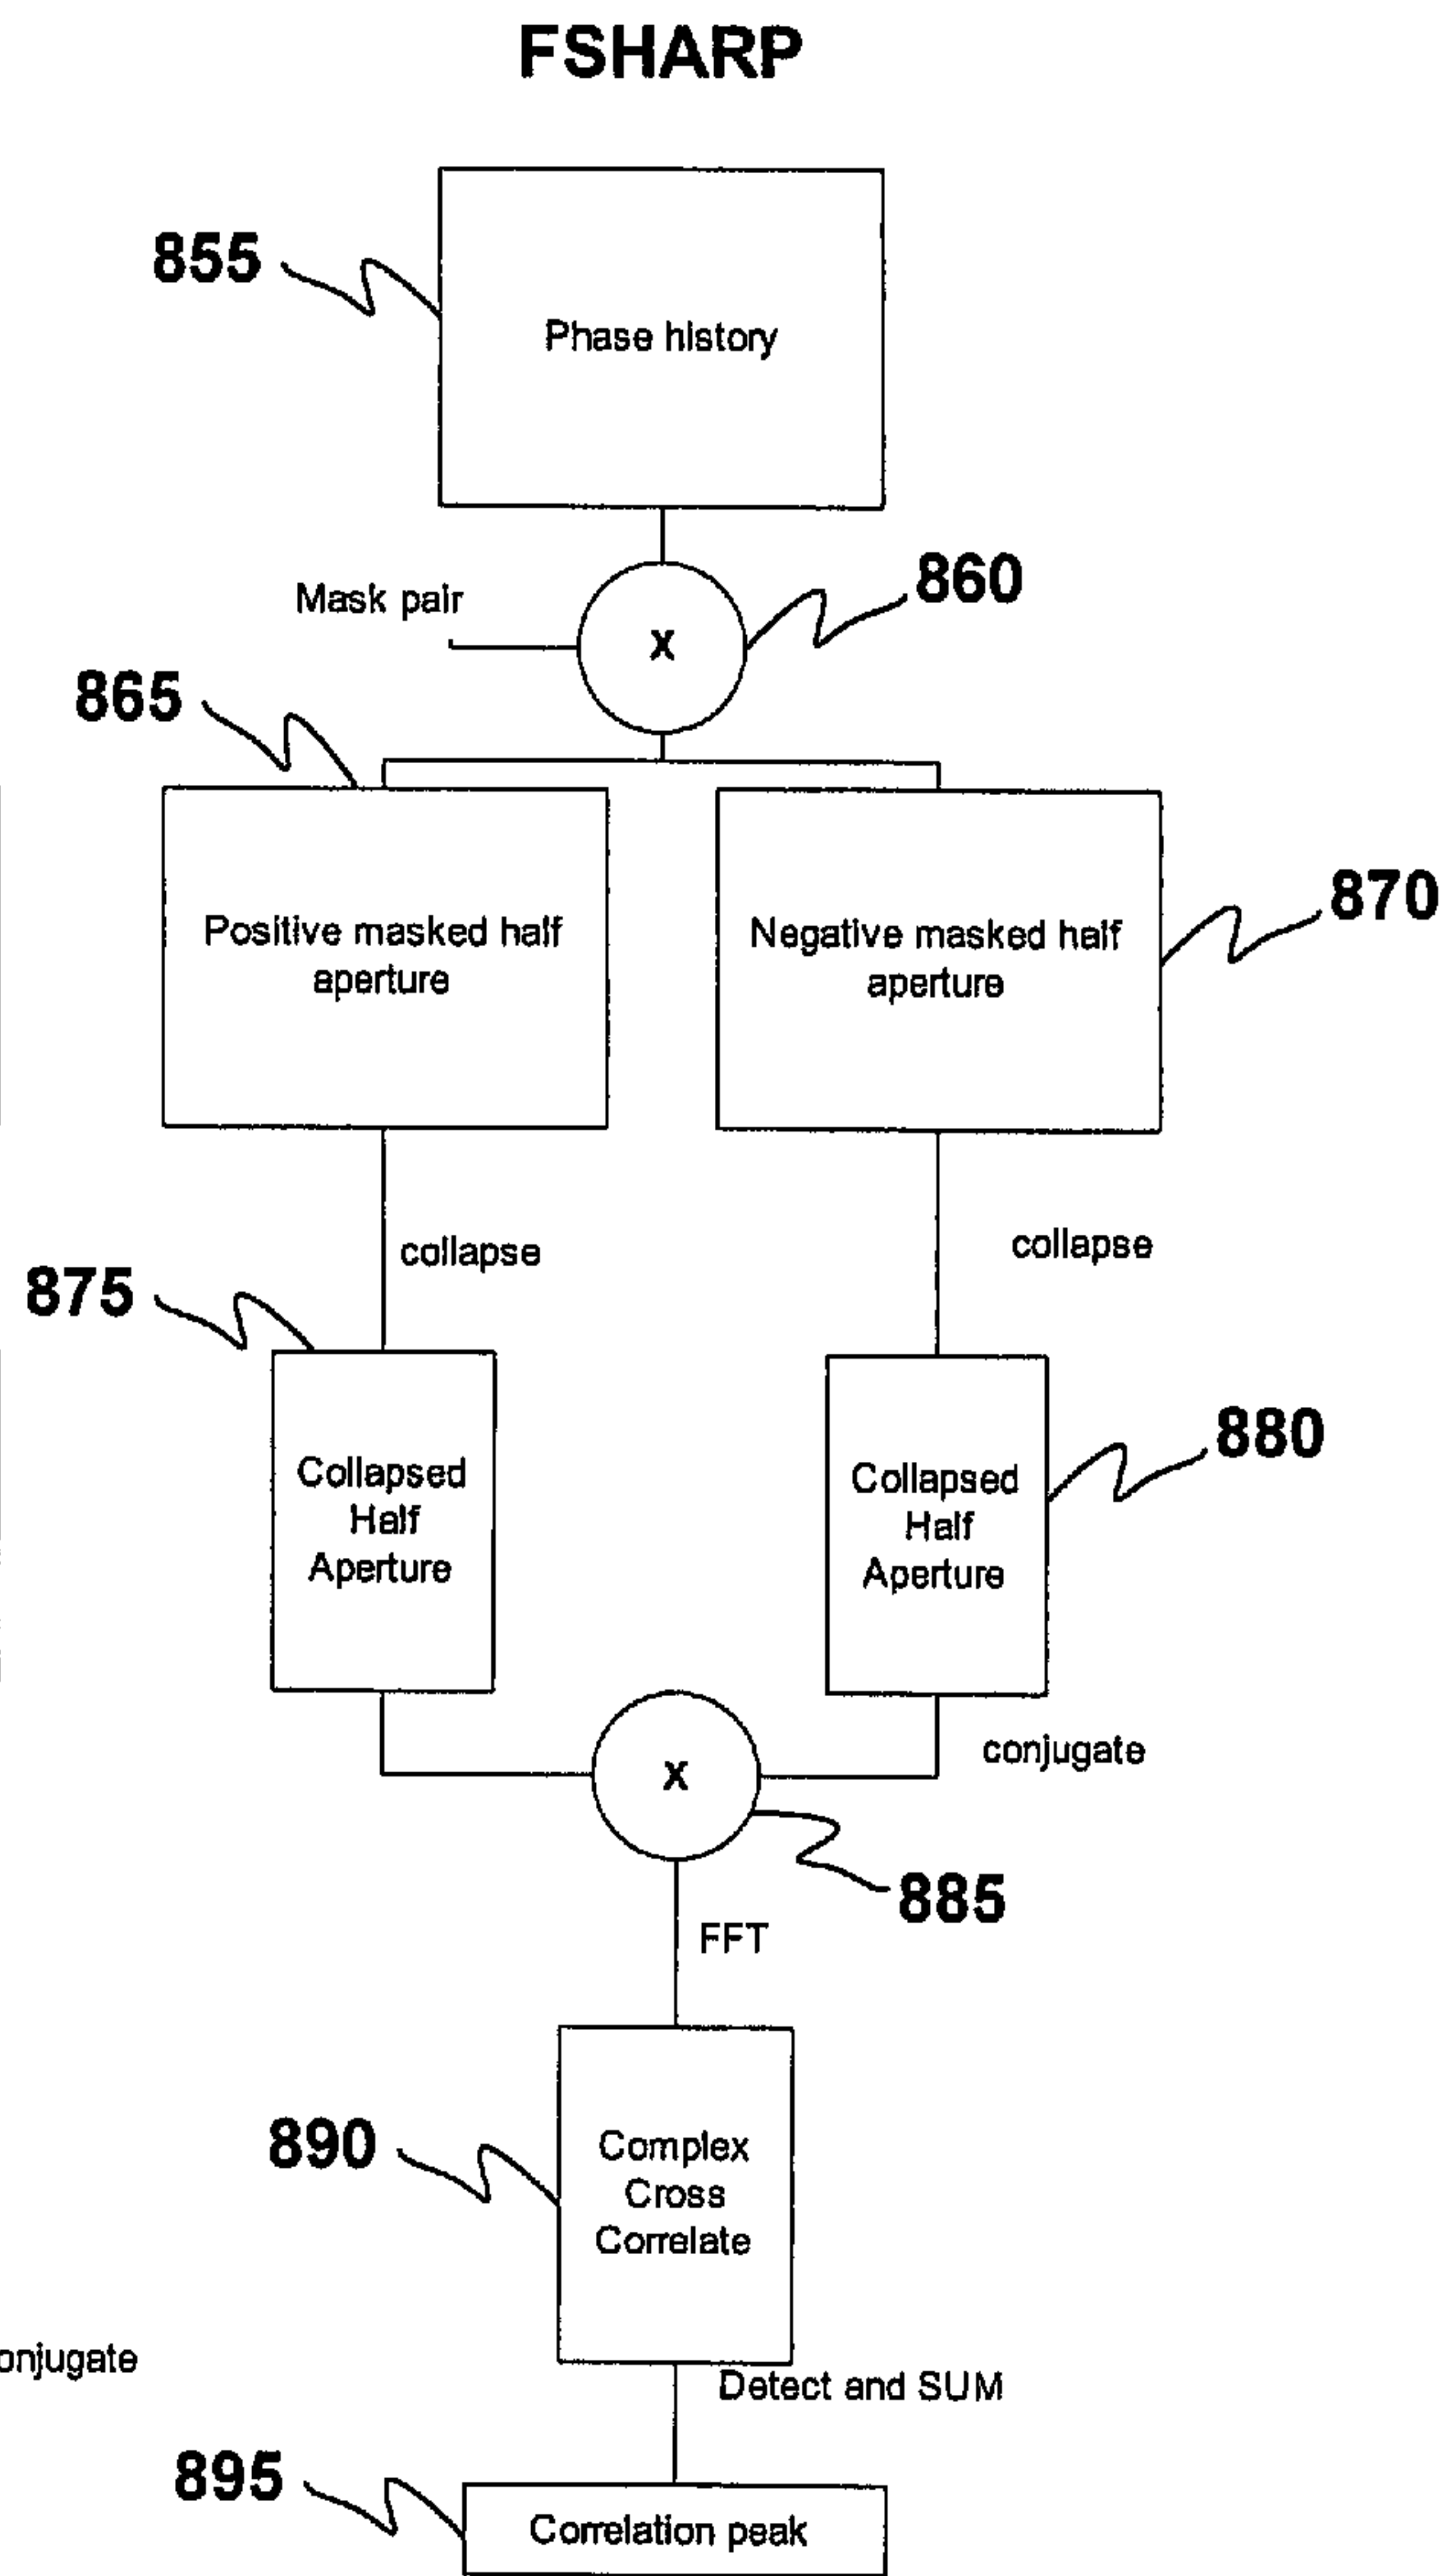 FSHARP
855
Phase history
Mask pair
X
860
865
Positive masked half
aperture
Negative masked half
aperture
870
collapse
collapse
875
Collapsed
Half
Aperture
Collapsed
Half
Aperture
880
conjugate
X
885
FFT
890
Complex
Cross
Correlate
onjugate
Detect and SUM
895
Correlation peak